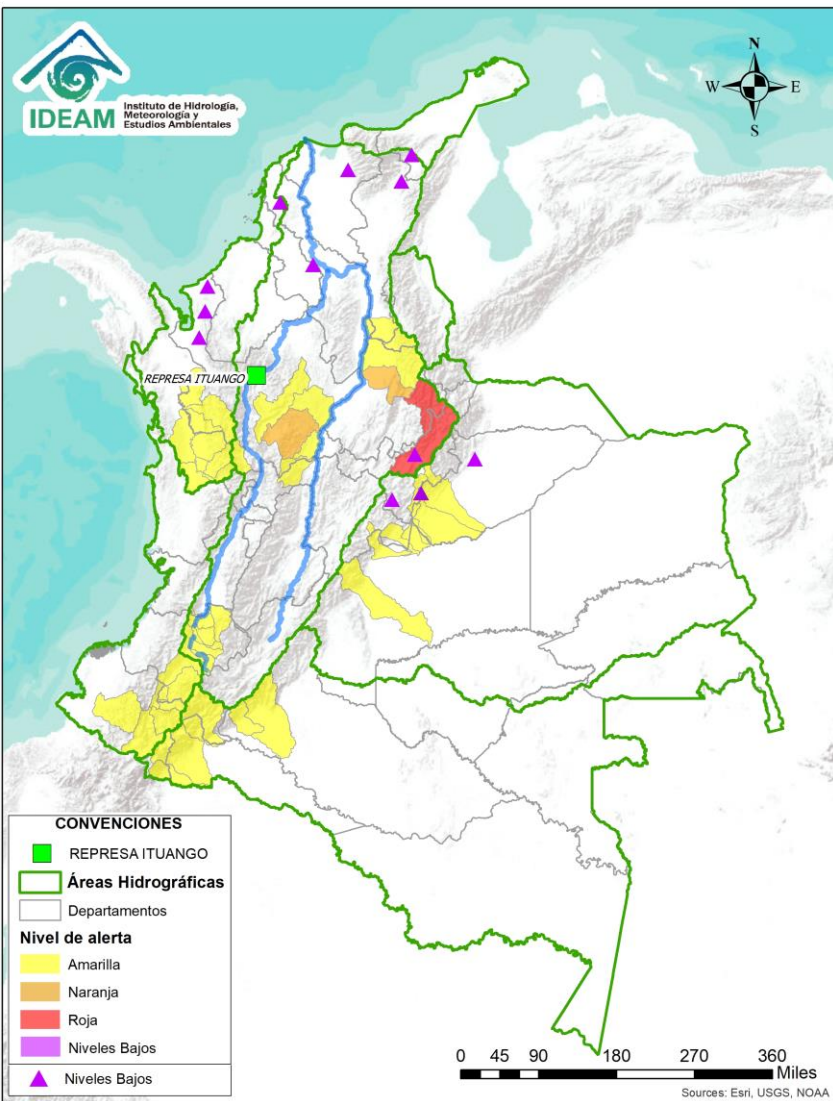 IDEAM
Instituto de Hidrología,
Meteorología y
Estudios Ambientales
N
W
E
S
REPRESA ITUANGO
CONVENCIONES
REPRESA ITUANGO
Áreas Hidrográficas
Departamentos
Nivel de alerta
Amarilla
Naranja
Roja
Niveles Bajos
Niveles Bajos
0 45 90 180 270 360
Miles
Sources: Esri, USGS, NOAA